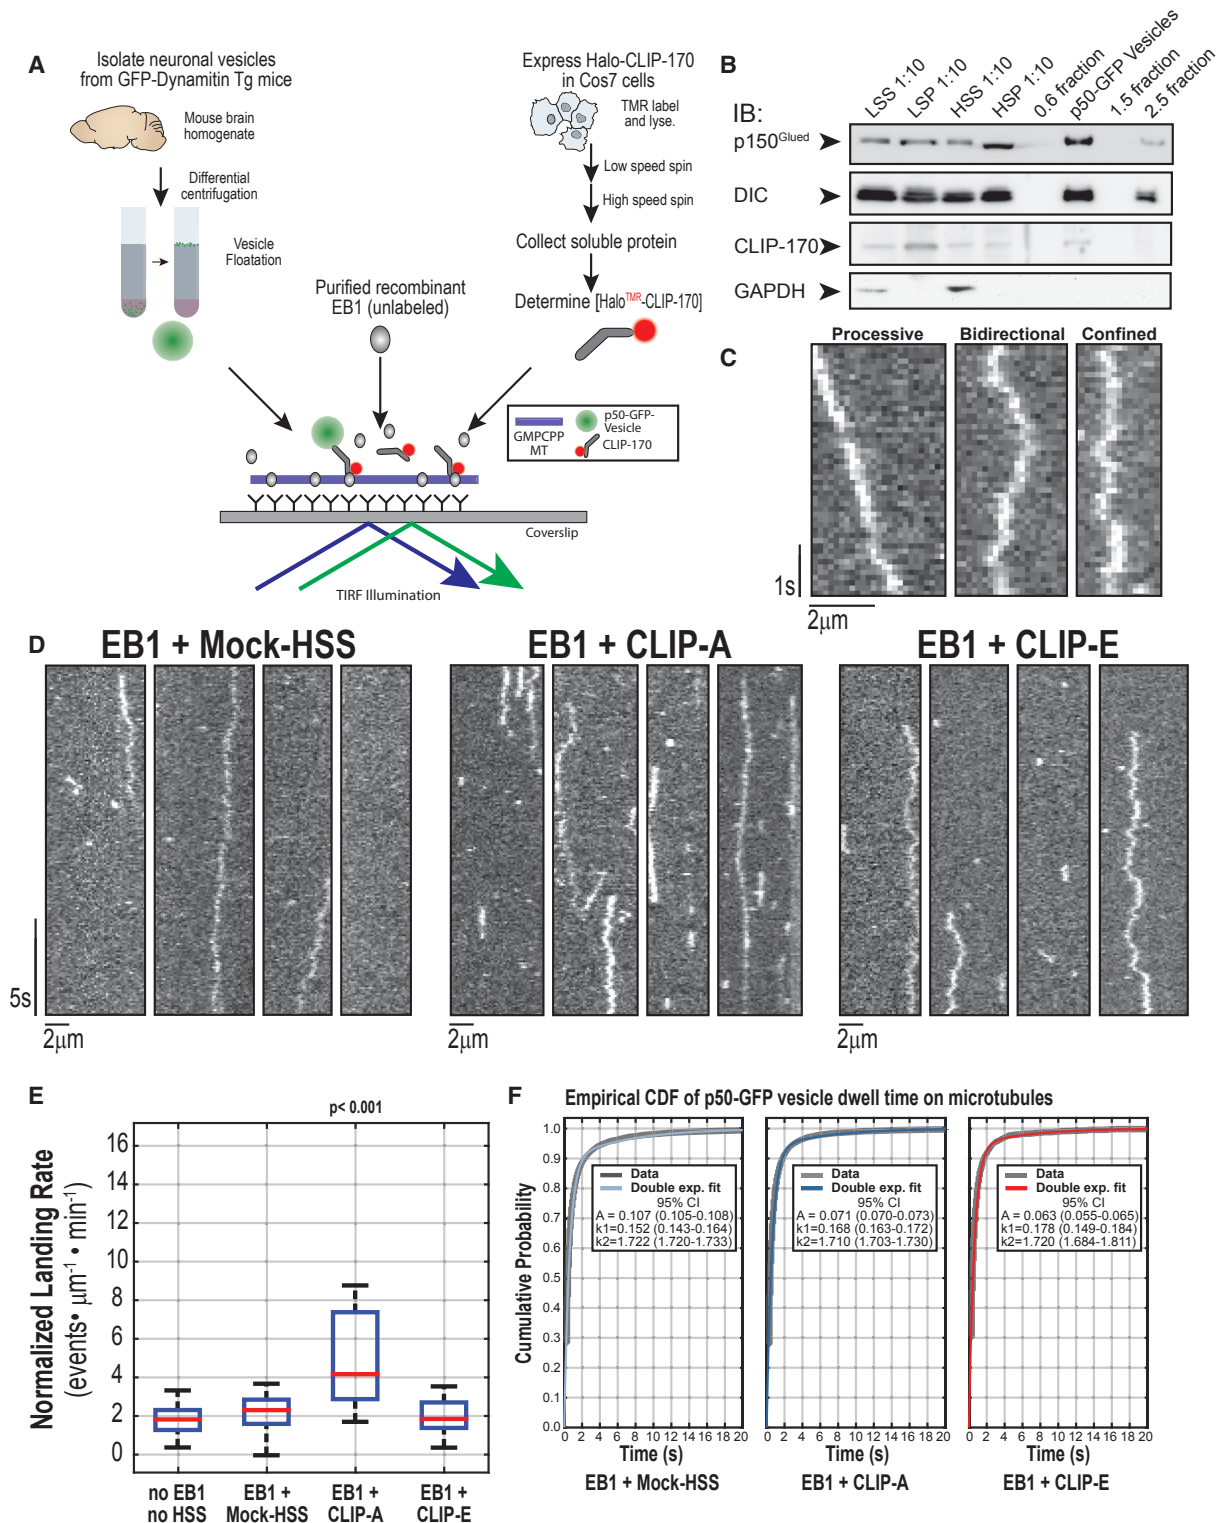 A
Isolate neuronal vesicles
from GFP-Dynamitin Tg mice
Mouse brain
homogenate
Differential
centrifugation
Vesicle
Floatation
Purified recombinant
EB1 (unlabeled)
Express Halo-CLIP-170
in Cos7 cells
TMR label
and lyse.
Low speed spin
High speed spin
Collect soluble protein
Determine [Halo^TMR-CLIP-170]
GMPCPP
MT
p50-GFP-
Vesicle
CLIP-170
Coverslip
TIRF Illumination
B
LSS 1:10
LSP 1:10
HSS 1:10
HSP 1:10
0.6 fraction
p50-GFP Vesicles
1.5 fraction
2.5 fraction
IB:
p150^Glued
DIC
CLIP-170
GAPDH
C
Processive
Bidirectional
Confined
1s
2μm
D
EB1 + Mock-HSS
EB1 + CLIP-A
EB1 + CLIP-E
5s
2μm
2μm
2μm
E
p< 0.001
Normalized Landing Rate
(events• μm⁻¹ • min⁻¹)
16
14
12
10
8
6
4
2
0
no EB1
no HSS
EB1 +
Mock-HSS
EB1 +
CLIP-A
EB1 +
CLIP-E
F
Empirical CDF of p50-GFP vesicle dwell time on microtubules
Cumulative Probability
1.0
0.9
0.8
0.7
0.6
0.5
0.4
0.3
0.2
0.1
0.0
Data
Double exp. fit
95% CI
A = 0.107 (0.105-0.108)
k1=0.152 (0.143-0.164)
k2=1.722 (1.720-1.733)
0 2 4 6 8 10 12 14 16 18 20
Time (s)
EB1 + Mock-HSS
Data
Double exp. fit
95% CI
A = 0.071 (0.070-0.073)
k1=0.168 (0.163-0.172)
k2=1.710 (1.703-1.730)
0 2 4 6 8 10 12 14 16 18 20
Time (s)
EB1 + CLIP-A
Data
Double exp. fit
95% CI
A = 0.063 (0.055-0.065)
k1=0.178 (0.149-0.184)
k2=1.720 (1.684-1.811)
0 2 4 6 8 10 12 14 16 18 20
Time (s)
EB1 + CLIP-E